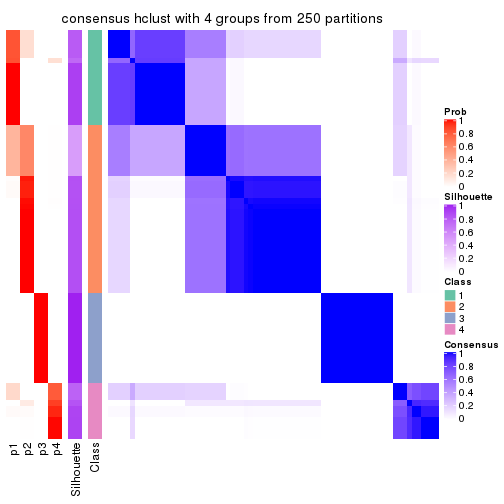 consensus hclust with 4 groups from 250 partitions
Prob
1
0.8
0.6
0.4
0.2
0
Silhouette
1
0.8
0.6
0.4
0.2
0
Class
1
2
3
4
Consensus
1
0.8
0.6
0.4
0.2
0
p1
p2
p3
p4
Silhouette
Class